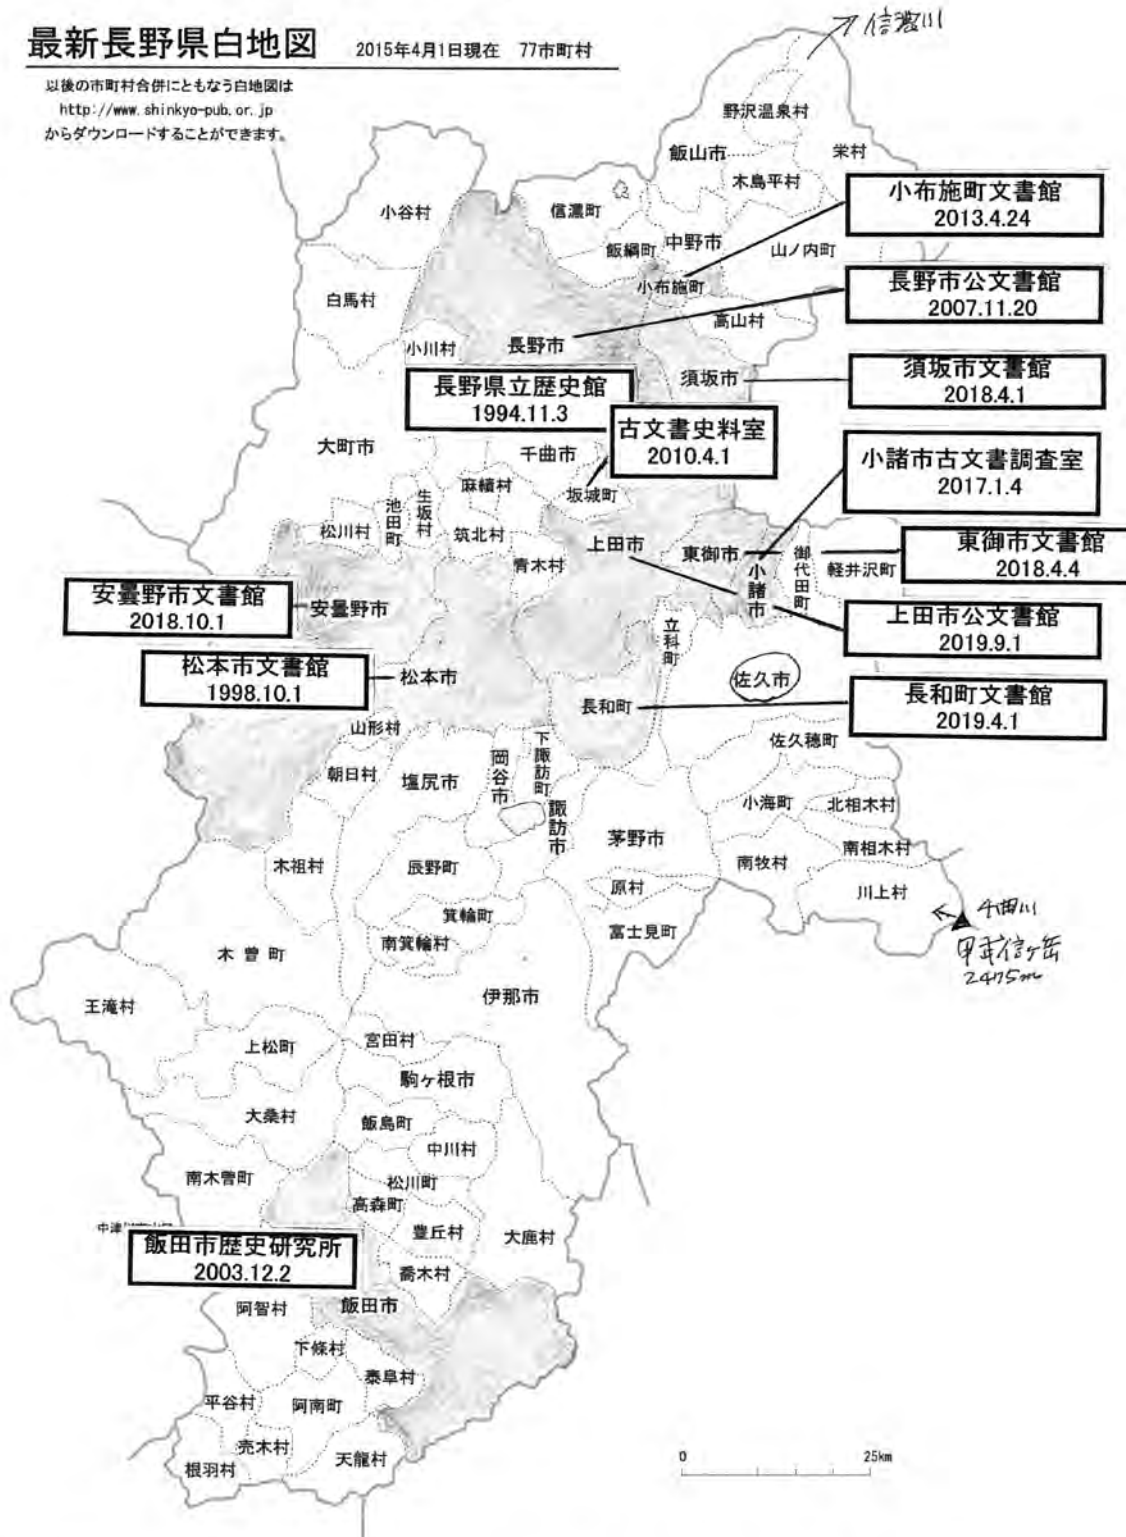 最新長野県白地図 2015年4月1日現在 77市町村
以後の市町村合併にともなう白地図は
http://www.shinkyo-pub.or.jp
からダウンロードすることができます。
信濃川
野沢温泉村
飯山市
栄村
木島平村
小谷村
信濃町
中野市
飯綱町
山ノ内町
小布施町文書館
2013.4.24
小布施町
白馬村
長野市公文書館
2007.11.20
高山村
小川村
長野市
須坂市
須坂市文書館
2018.4.1
長野県立歴史館
1994.11.3
古文書史料室
2010.4.1
大町市
千曲市
小諸市古文書調査室
2017.1.4
麻績村
坂城町
生坂村
池田町
松川村
筑北村
上田市
東御市
小諸市
御代田町
軽井沢町
東御市文書館
2018.4.4
青木村
安曇野市文書館
2018.10.1
安曇野市
上田市公文書館
2019.9.1
立科町
松本市文書館
1998.10.1
松本市
佐久市
長和町
長和町文書館
2019.4.1
山形村
下諏訪町
岡谷市
佐久穂町
朝日村
塩尻市
諏訪市
小海町
北相木村
茅野市
南相木村
木祖村
辰野町
南牧村
原村
川上村
箕輪町
千曲川
富士見町
南箕輪村
甲武信ヶ岳
2475m
木曽町
伊那市
王滝村
宮田村
上松町
駒ヶ根市
大桑村
飯島町
中川村
南木曽町
松川町
高森町
豊丘村
大鹿村
飯田市歴史研究所
2003.12.2
喬木村
阿智村
飯田市
下條村
泰阜村
平谷村
阿南町
売木村
天龍村
根羽村
0 25km